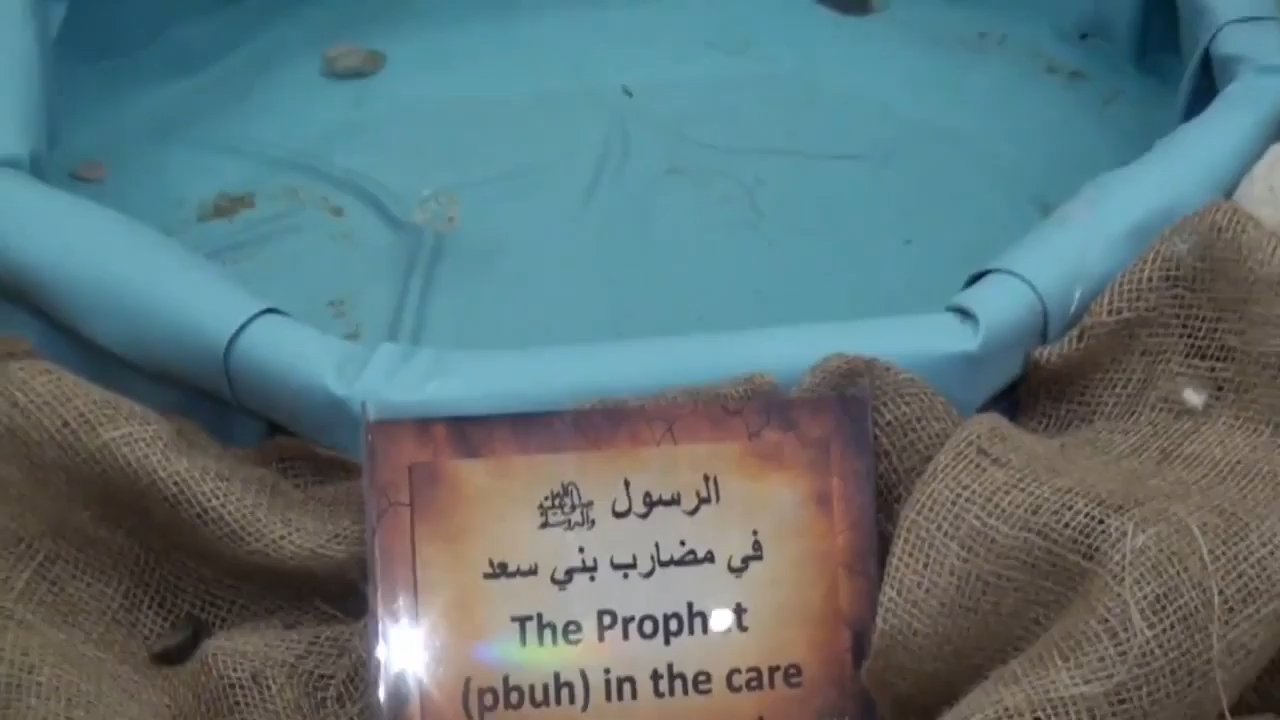 الرسول ﷺ
في مضارب بني سعد
The Prophet
(pbuh) in the care